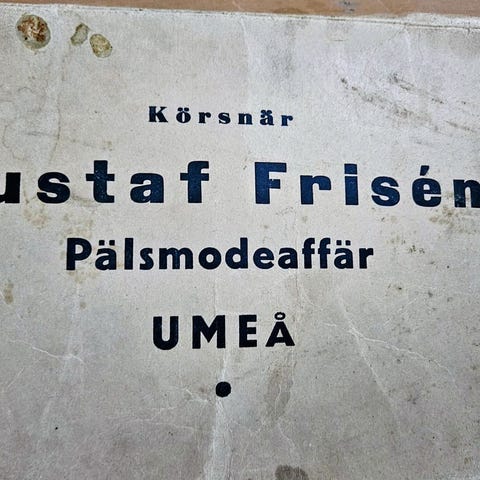 Körsnär
ustaf Frisén
Pälsmodeaffär
UMEÅ